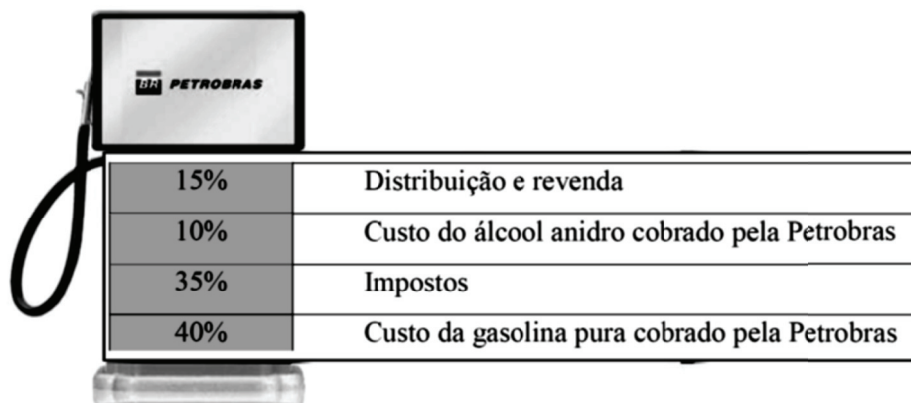 BR PETROBRAS
15% Distribuição e revenda
10% Custo do álcool anidro cobrado pela Petrobras
35% Impostos
40% Custo da gasolina pura cobrado pela Petrobras